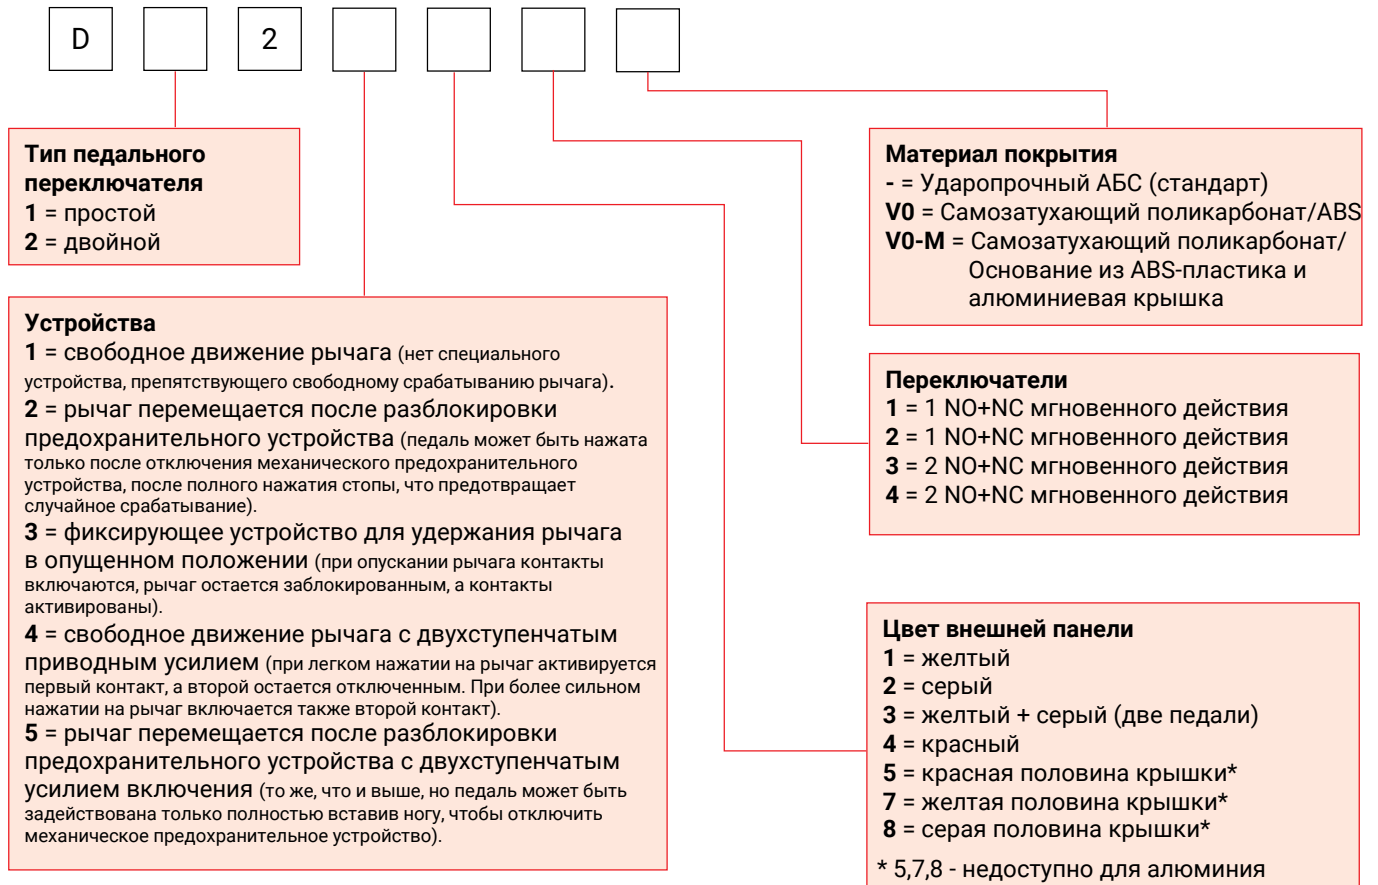 D
2
Тип педального
переключателя
1 = простой
2 = двойной
Устройства
1 = свободное движение рычага (нет специального
устройства, препятствующего свободному срабатыванию рычага).
2 = рычаг перемещается после разблокировки
предохранительного устройства (педаль может быть нажата
только после отключения механического предохранительного
устройства, после полного нажатия стопы, что предотвращает
случайное срабатывание).
3 = фиксирующее устройство для удержания рычага
в опущенном положении (при опускании рычага контакты
включаются, рычаг остается заблокированным, а контакты
активированы).
4 = свободное движение рычага с двухступенчатым
приводным усилием (при легком нажатии на рычаг активируется
первый контакт, а второй остается отключенным. При более сильном
нажатии на рычаг включается также второй контакт).
5 = рычаг перемещается после разблокировки
предохранительного устройства с двухступенчатым
усилием включения (то же, что и выше, но педаль может быть
задействована только полностью вставив ногу, чтобы отключить
механическое предохранительное устройство).
Материал покрытия
- = Ударопрочный АБС (стандарт)
V0 = Самозатухающий поликарбонат/ABS
V0-M = Самозатухающий поликарбонат/
Основание из ABS-пластика и
алюминиевая крышка
Переключатели
1 = 1 NO+NC мгновенного действия
2 = 1 NO+NC мгновенного действия
3 = 2 NO+NC мгновенного действия
4 = 2 NO+NC мгновенного действия
Цвет внешней панели
1 = желтый
2 = серый
3 = желтый + серый (две педали)
4 = красный
5 = красная половина крышки*
7 = желтая половина крышки*
8 = серая половина крышки*
* 5,7,8 - недоступно для алюминия